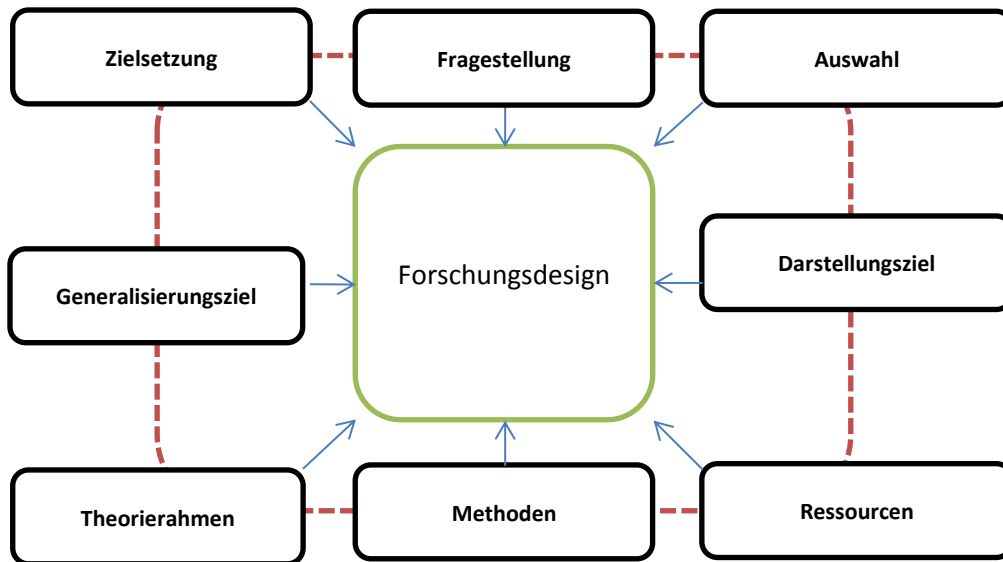 Zielsetzung
Fragestellung
Auswahl
Generalisierungsziel
Forschungsdesign
Darstellungsziel
Theorierahmen
Methoden
Ressourcen